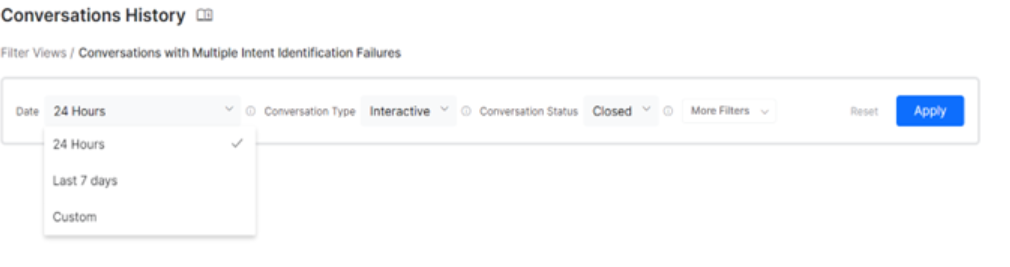 Conversations History
Filter Views / Conversations with Multiple Intent Identification Failures
Date 24 Hours Conversation Type Interactive Conversation Status Closed More Filters Reset Apply
24 Hours
Last 7 days
Custom